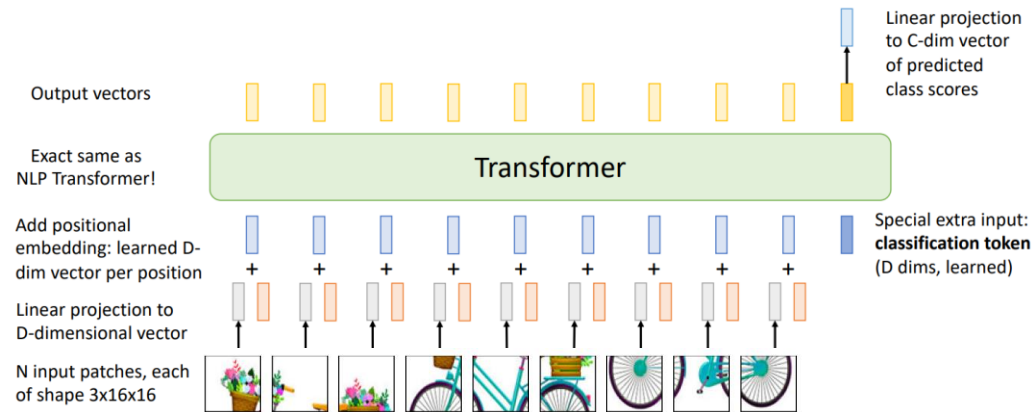 Linear projection
to C-dim vector
of predicted
class scores
Output vectors
Exact same as
NLP Transformer!
Transformer
Add positional
embedding: learned D-
dim vector per position
Special extra input:
classification token
(D dims, learned)
+ + + + + + + + +
Linear projection to
D-dimensional vector
N input patches, each
of shape 3x16x16